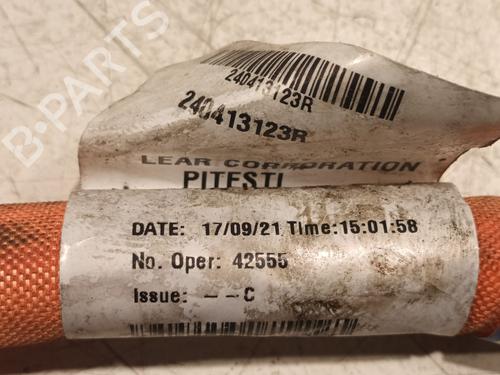 240413123R
240413123R
LEAR CORPORATION
PITESTI
DATE: 17/09/21 Time:15:01:58
No. Oper: 42555
Issue: - -C
B-PARTS